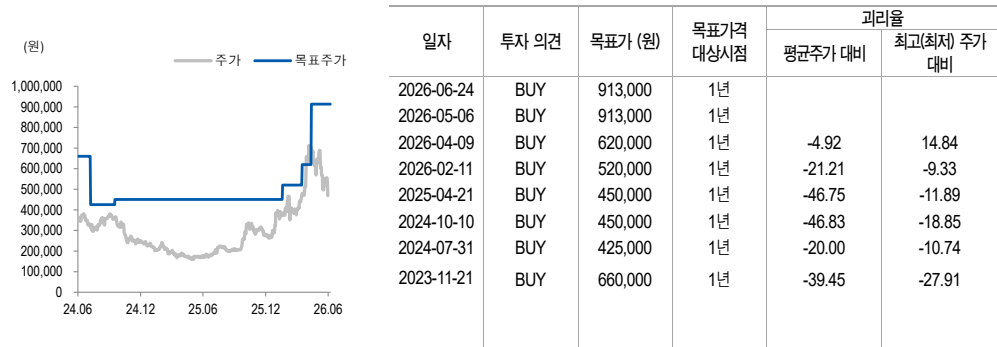 (원)
주가 목표주가
1,000,000
900,000
800,000
700,000
600,000
500,000
400,000
300,000
200,000
100,000
0
24.06 24.12 25.06 25.12 26.06
일자 투자 의견 목표가 (원) 목표가격 대상시점 괴리율
평균주가 대비 최고(최저) 주가 대비
2026-06-24 BUY 913,000 1년
2026-05-06 BUY 913,000 1년
2026-04-09 BUY 620,000 1년 -4.92 14.84
2026-02-11 BUY 520,000 1년 -21.21 -9.33
2025-04-21 BUY 450,000 1년 -46.75 -11.89
2024-10-10 BUY 450,000 1년 -46.83 -18.85
2024-07-31 BUY 425,000 1년 -20.00 -10.74
2023-11-21 BUY 660,000 1년 -39.45 -27.91